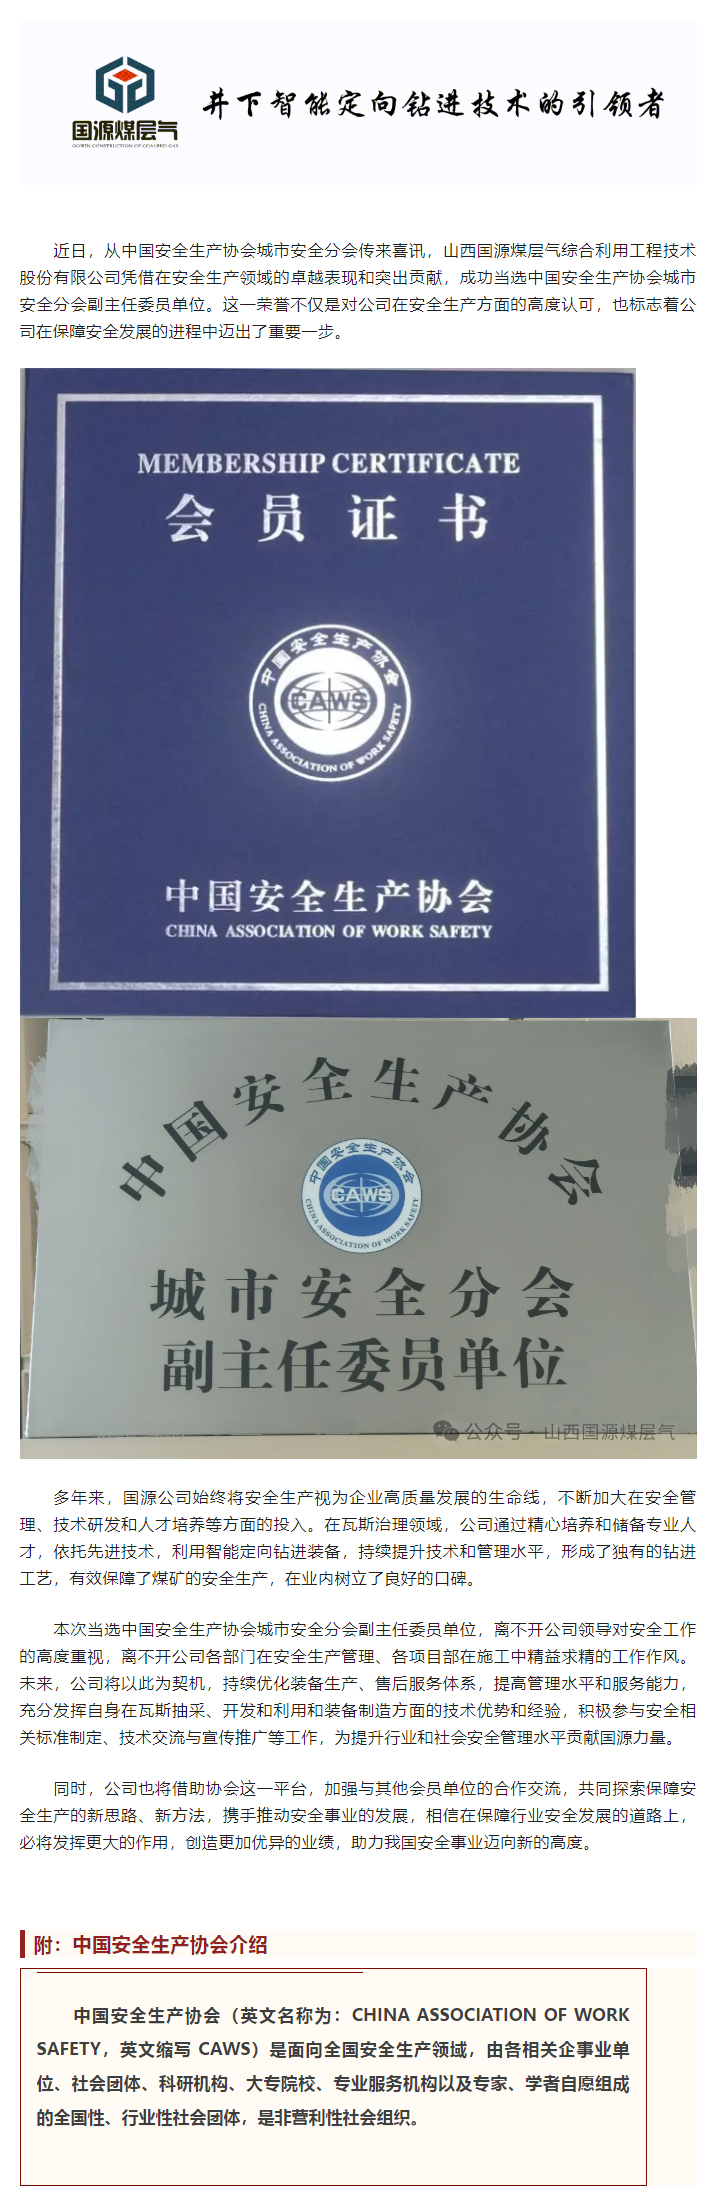 国源煤层气
GOWIN CONSTRUCTION OF COALBED GAS
井下智能定向钻进技术的引领者
近日，从中国安全生产协会城市安全分会传来喜讯，山西国源煤层气综合利用工程技术
股份有限公司凭借在安全生产领域的卓越表现和突出贡献，成功当选中国安全生产协会城市
安全分会副主任委员单位。这一荣誉不仅是对公司在安全生产方面的高度认可，也标志着公
司在保障安全发展的进程中迈出了重要一步。
MEMBERSHIP CERTIFICATE
会员证书
中国安全生产协会
CAWS
CHINA ASSOCIATION OF WORK SAFETY
中国安全生产协会
CHINA ASSOCIATION OF WORK SAFETY
中国安全生产协会
中国安全生产协会
CAWS
CHINA ASSOCIATION OF WORK SAFETY
城市安全分会
副主任委员单位
公众号·山西国源煤层气
多年来，国源公司始终将安全生产视为企业高质量发展的生命线，不断加大在安全管
理、技术研发和人才培养等方面的投入。在瓦斯治理领域，公司通过精心培养和储备专业人
才，依托先进技术，利用智能定向钻进装备，持续提升技术和管理水平，形成了独有的钻进
工艺，有效保障了煤矿的安全生产，在业内树立了良好的口碑。
本次当选中国安全生产协会城市安全分会副主任委员单位，离不开公司领导对安全工作
的高度重视，离不开公司各部门在安全生产管理、各项目部在施工中精益求精的工作作风。
未来，公司将以此为契机，持续优化装备生产、售后服务体系，提高管理水平和服务能力，
充分发挥自身在瓦斯抽采、开发和利用和装备制造方面的技术优势和经验，积极参与安全相
关标准制定、技术交流与宣传推广等工作，为提升行业和社会安全管理水平贡献国源力量。
同时，公司也将借助协会这一平台，加强与其他会员单位的合作交流，共同探索保障安
全生产的新思路、新方法，携手推动安全事业的发展，相信在保障行业安全发展的道路上，
必将发挥更大的作用，创造更加优异的业绩，助力我国安全事业迈向新的高度。
附：中国安全生产协会介绍
中国安全生产协会（英文名称为：CHINA ASSOCIATION OF WORK
SAFETY，英文缩写 CAWS）是面向全国安全生产领域，由各相关企事业单
位、社会团体、科研机构、大专院校、专业服务机构以及专家、学者自愿组成
的全国性、行业性社会团体，是非营利性社会组织。